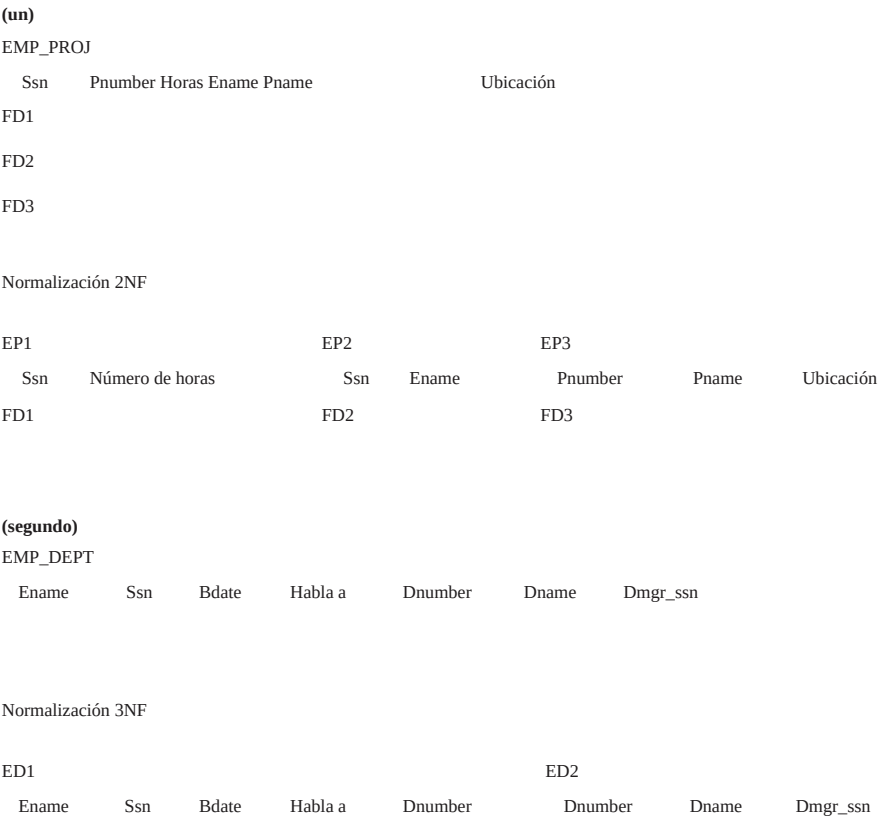 (un)
EMP_PROJ
Ssn Pnumber Horas Ename Pname Ubicación
FD1
FD2
FD3
Normalización 2NF
EP1 EP2 EP3
Ssn Número de horas Ssn Ename Pnumber Pname Ubicación
FD1 FD2 FD3
(segundo)
EMP_DEPT
Ename Ssn Bdate Habla a Dnumber Dname Dmgr_ssn
Normalización 3NF
ED1 ED2
Ename Ssn Bdate Habla a Dnumber Dnumber Dname Dmgr_ssn